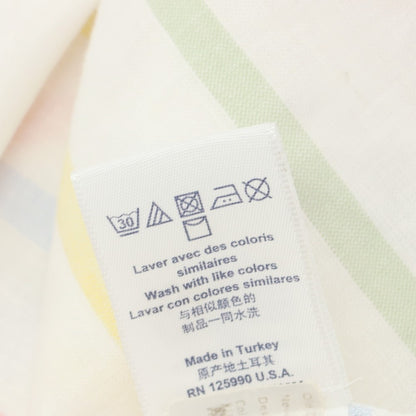 30
Laver avec des coloris
similaires
Wash with like colors
Lavar con colores similares
与相似颜色的
制品一同水洗
Made in Turkey
原产地土耳其
RN 125990 U.S.A.